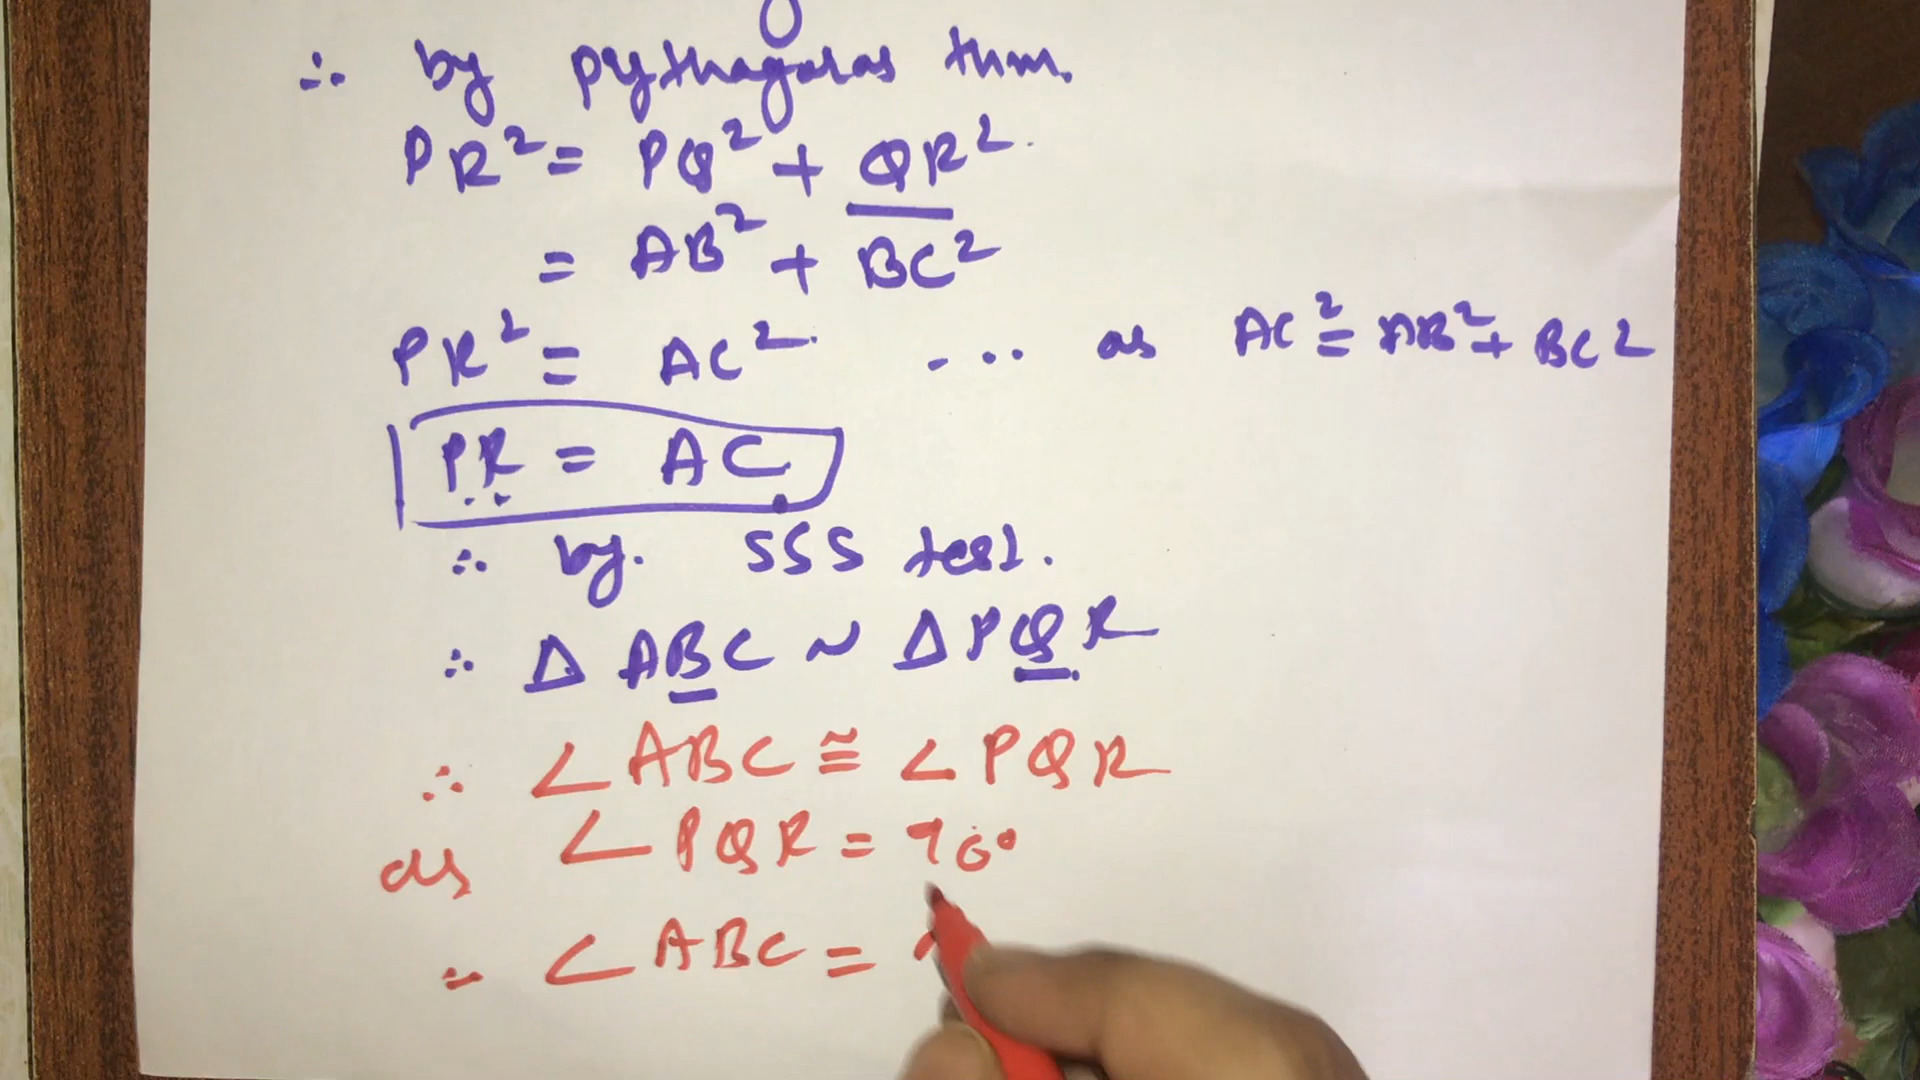 ∴ by pythagoras thm.
PR² = PQ² + QR².
= AB² + BC²
PR² = AC². ... as AC² = AB² + BC²
PR = AC
∴ by. SSS test.
∴ Δ ABC ~ Δ PQR
∴ ∠ABC ≅ ∠PQR
as ∠PQR = 90°
∠ABC =